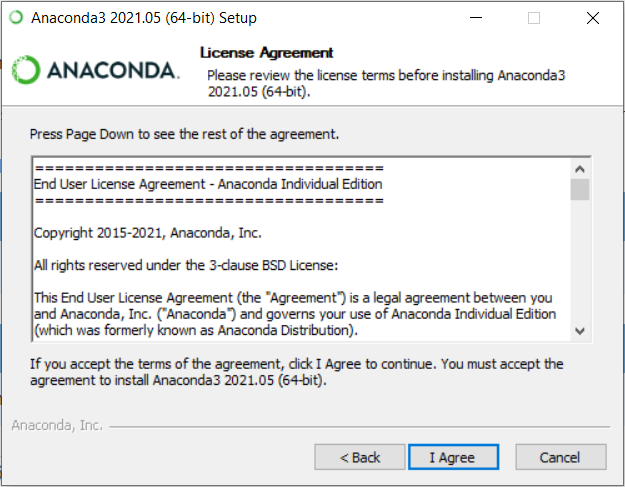 Anaconda3 2021.05 (64-bit) Setup
ANACONDA.
License Agreement
Please review the license terms before installing Anaconda3
2021.05 (64-bit).
Press Page Down to see the rest of the agreement.
===================================
End User License Agreement - Anaconda Individual Edition
===================================
Copyright 2015-2021, Anaconda, Inc.
All rights reserved under the 3-clause BSD License:
This End User License Agreement (the "Agreement") is a legal agreement between you
and Anaconda, Inc. ("Anaconda") and governs your use of Anaconda Individual Edition
(which was formerly known as Anaconda Distribution).
If you accept the terms of the agreement, click I Agree to continue. You must accept the
agreement to install Anaconda3 2021.05 (64-bit).
Anaconda, Inc.
< Back
I Agree
Cancel